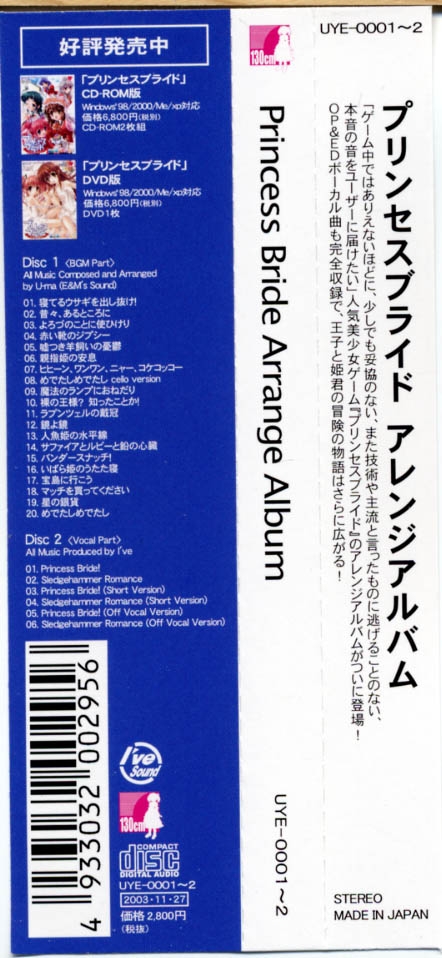 好評発売中
「プリンセスブライド」
CD-ROM版
Windows'98/2000/Me/xp対応
価格6,800円(税別)
CD-ROM2枚組
「プリンセスブライド」
DVD版
Windows'98/2000/Me/xp対応
価格6,800円(税別)
DVD1枚
Disc 1 〈BGM Part〉
All Music Composed and Arranged
by U-ma (E&M's Sound)
01. 寝てるウサギを出し抜け!
02. 昔々、あるところに
03. よろづのことに使ひけり
04. 赤い靴のジプシー
05. 嘘つき羊飼いの憂鬱
06. 親指姫の安息
07. ヒヒーン、ワンワン、ニャー、コケコッコー
08. めでたしめでたし cello version
09. 魔法のランプにおねだり
10. 裸の王様? 知ったことか!
11. ラプンツェルの戴冠
12. 鏡よ鏡
13. 人魚姫の水平線
14. サファイアとルビーと鉛の心臓
15. バンダースナッチ!
16. いばら姫のうたた寝
17. 宝島に行こう
18. マッチを買ってください
19. 星の銀貨
20. めでたしめでたし
Disc 2 〈Vocal Part〉
All Music Produced by I've
01. Princess Bride!
02. Sledgehammer Romance
03. Princess Bride! (Short Version)
04. Sledgehammer Romance (Short Version)
05. Princess Bride! (Off Vocal Version)
06. Sledgehammer Romance (Off Vocal Version)
4 933032 002956
I've
Sound
130cm
COMPACT
disc
DIGITAL AUDIO
UYE-0001～2
2003・11・27
価格 2,800円
(税抜)
130cm
Princess Bride Arrange Album
UYE-0001～2
UYE-0001～2
プリンセスブライド アレンジアルバム
「ゲーム中ではありえないほどに、少しでも妥協のない、また技術や主流と言ったものに逃げることのない、
本音の音をユーザーに届けたい」人気美少女ゲーム『プリンセスブライド』のアレンジアルバムがついに登場!
OP&EDボーカル曲も完全収録で、王子と姫君の冒険の物語はさらに広がる!
STEREO
MADE IN JAPAN